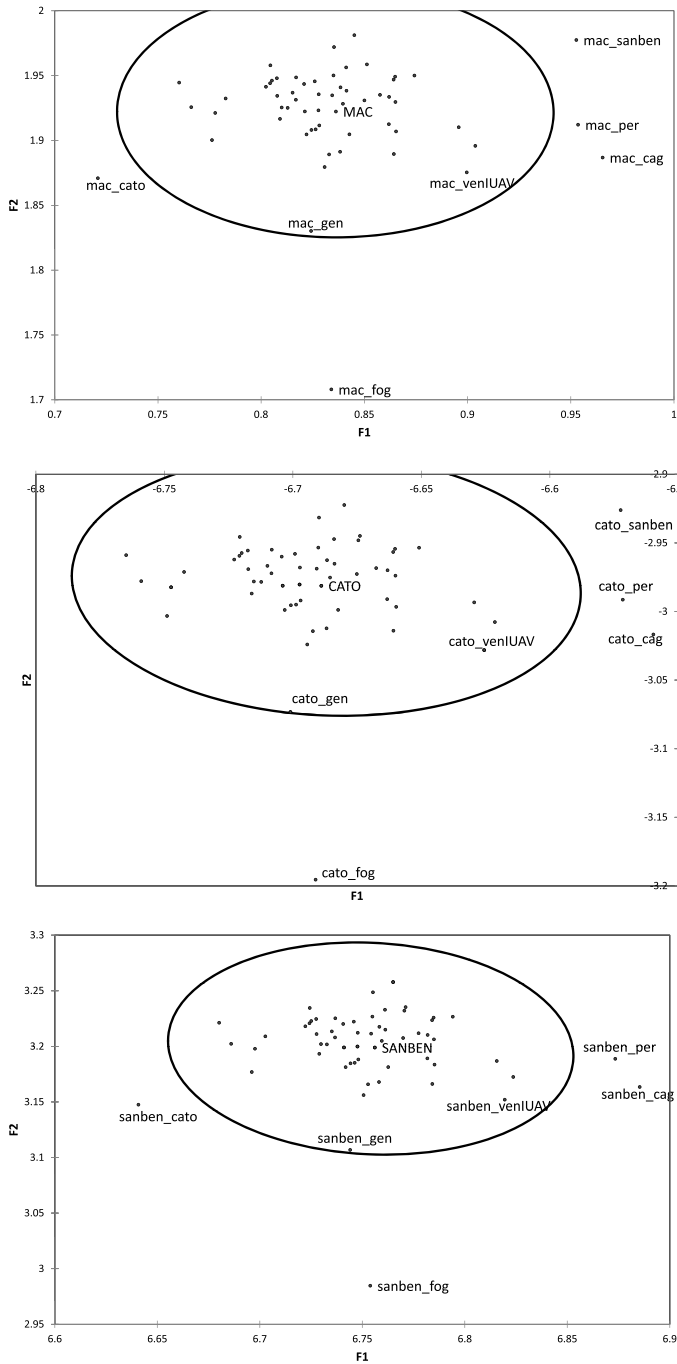 2
mac_sanben
1.95
MAC
mac_per
1.9
mac_cag
mac_cato
mac_venIUAV
1.85
F2
mac_gen
1.8
1.75
mac_fog
1.7
0.7 0.75 0.8 0.85 0.9 0.95 1
F1
-2.9
-6.8 -6.75 -6.7 -6.65 -6.6
cato_sanben
-2.95
CATO
cato_per
-3
cato_venIUAV
cato_cag
-3.05
F2
cato_gen
-3.1
-3.15
cato_fog
-3.2
F1
3.3
3.25
3.2
SANBEN
sanben_per
3.15
sanben_cag
sanben_cato
sanben_venIUAV
F2
sanben_gen
3.1
3.05
3
sanben_fog
2.95
6.6 6.65 6.7 6.75 6.8 6.85 6.9
F1